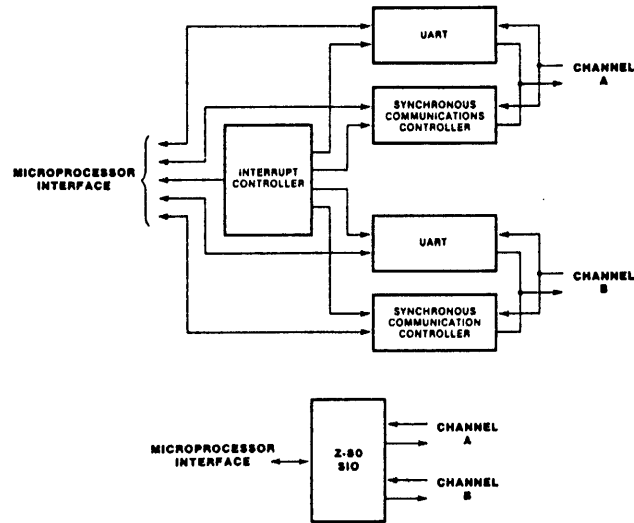 UART
CHANNEL
A
SYNCHRONOUS
COMMUNICATIONS
CONTROLLER
MICROPROCESSOR
INTERFACE
INTERRUPT
CONTROLLER
UART
CHANNEL
B
SYNCHRONOUS
COMMUNICATION
CONTROLLER
MICROPROCESSOR
INTERFACE
Z-80
SIO
CHANNEL
A
CHANNEL
B